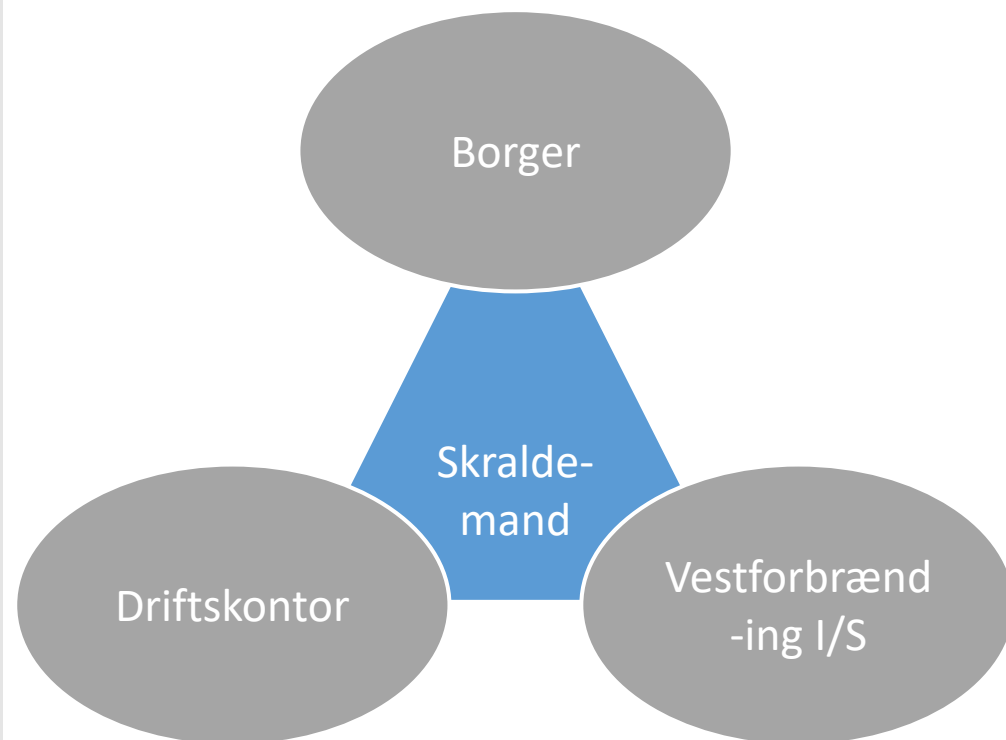 Borger
Skralde-
mand
Driftskontor
Vestforbrænd
-ing I/S